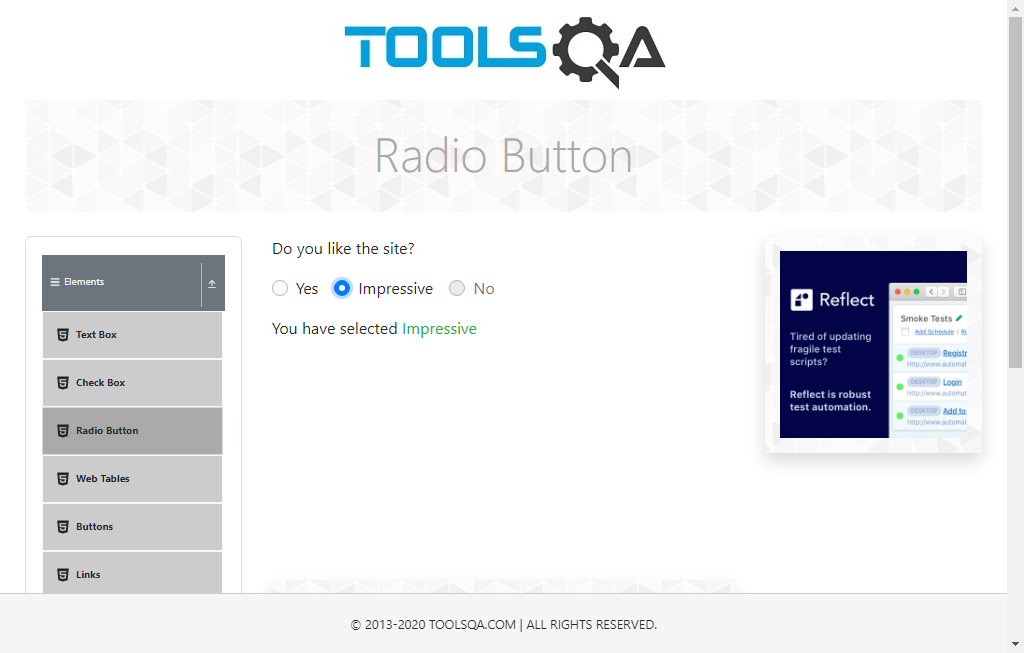 TOOLSQA
Radio Button
Elements
Text Box
Check Box
Radio Button
Web Tables
Buttons
Links
Do you like the site?
Yes Impressive No
You have selected Impressive
Reflect
Tired of updating
fragile test
scripts?
Reflect is robust
test automation.
Smoke Tests
Add Schedule | Ru
DESKTOP Registr
http://www.automat
DESKTOP Login
http://www.automat
DESKTOP Add to
http://www.automat
© 2013-2020 TOOLSQA.COM | ALL RIGHTS RESERVED.